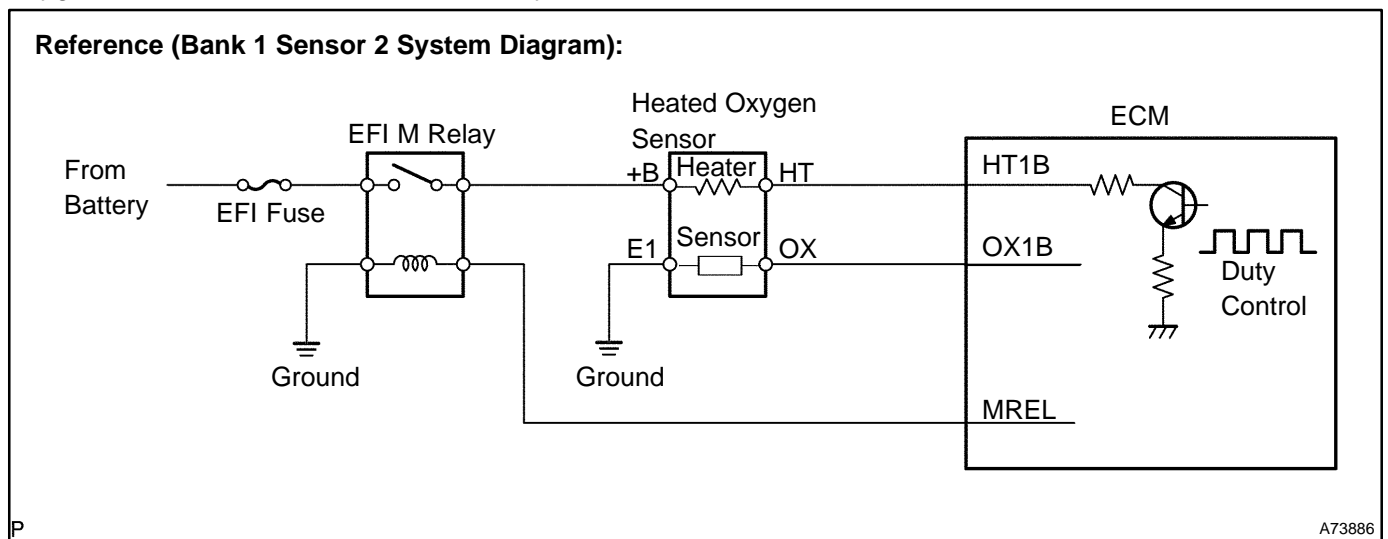 Reference (Bank 1 Sensor 2 System Diagram):
Heated Oxygen
Sensor
ECM
EFI M Relay
From
Battery
EFI Fuse
+B
Heater
HT
HT1B
E1
Sensor
OX
OX1B
Duty
Control
Ground
Ground
MREL
P
A73886